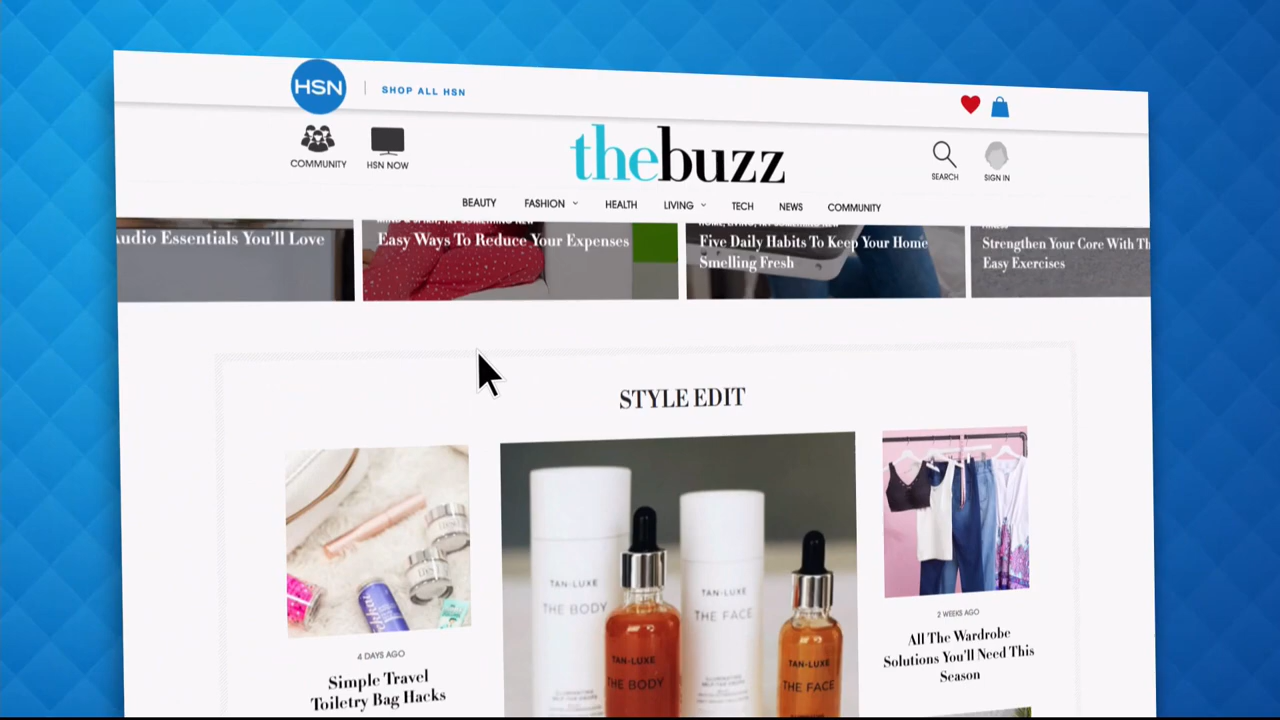 HSN
SHOP ALL HSN
COMMUNITY
HSN NOW
thebuzz
SEARCH
SIGN IN
BEAUTY
FASHION
HEALTH
LIVING
TECH
NEWS
COMMUNITY
Audio Essentials You'll Love
Easy Ways To Reduce Your Expenses
Five Daily Habits To Keep Your Home
Smelling Fresh
Strengthen Your Core With Th
Easy Exercises
STYLE EDIT
4 DAYS AGO
Simple Travel
Toiletry Bag Hacks
TAN-LUXE
THE BODY
TAN-LUXE
THE BODY
TAN-LUXE
THE FACE
TAN-LUXE
THE FACE
2 WEEKS AGO
All The Wardrobe
Solutions You'll Need This
Season